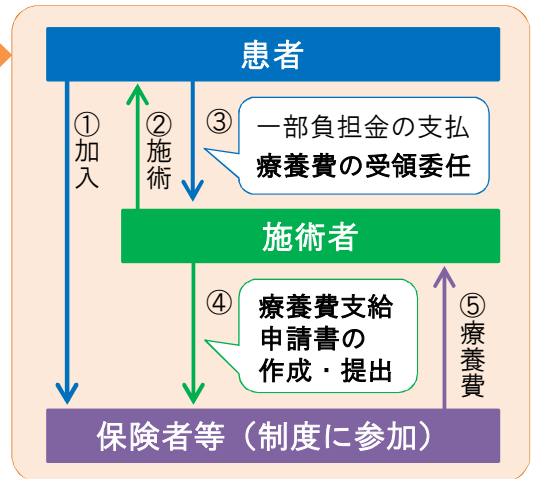 患者
①加入
②施術
③
一部負担金の支払
療養費の受領委任
施術者
④
療養費支給
申請書の
作成・提出
⑤療養費
保険者等（制度に参加）